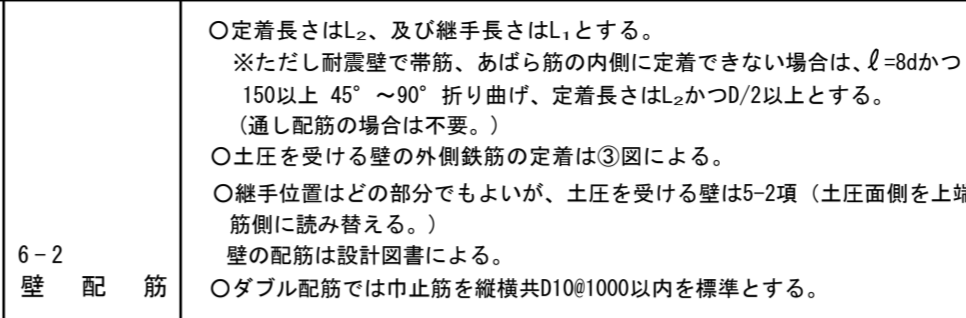 6-2
壁 配 筋
○定着長さはL₂、及び継手長さはL₁とする。
※ただし耐震壁で帯筋、あばら筋の内側に定着できない場合は、ℓ=8dかつ
150以上 45°～90°折り曲げ、定着長さはL₂かつD/2以上とする。
(通し配筋の場合は不要。)
○土圧を受ける壁の外側鉄筋の定着は③図による。
○継手位置はどの部分でもよいが、土圧を受ける壁は5-2項（土圧面側を上端
筋側に読み替える。)
壁の配筋は設計図書による。
○ダブル配筋では巾止筋を縦横共D10@1000以内を標準とする。